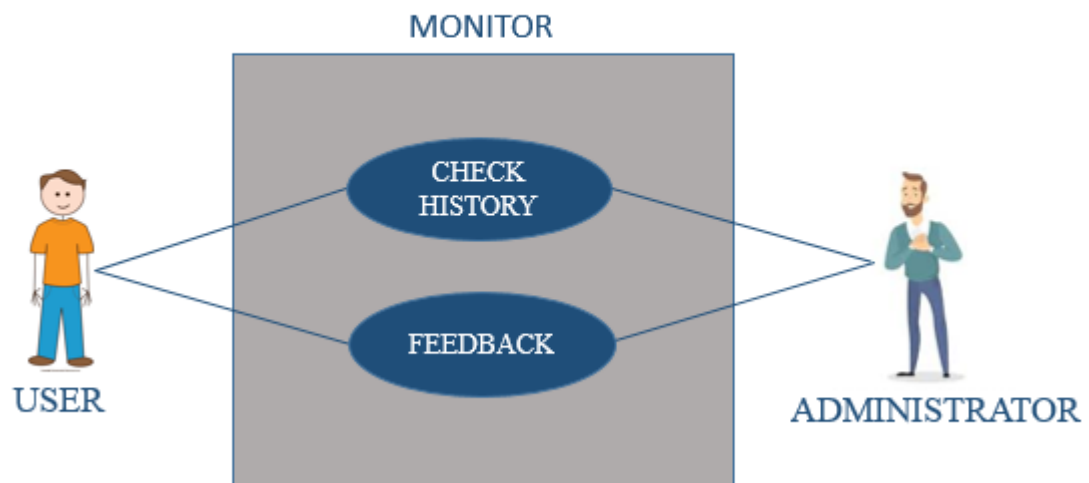 MONITOR
CHECK
HISTORY
FEEDBACK
USER
ADMINISTRATOR